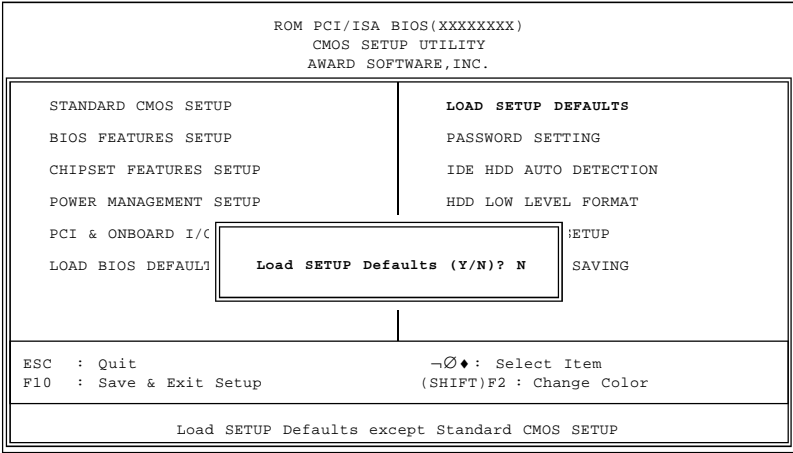 ROM PCI/ISA BIOS(XXXXXXXX)
CMOS SETUP UTILITY
AWARD SOFTWARE,INC.
STANDARD CMOS SETUP
BIOS FEATURES SETUP
CHIPSET FEATURES SETUP
POWER MANAGEMENT SETUP
PCI & ONBOARD I/O
LOAD BIOS DEFAULT
LOAD SETUP DEFAULTS
PASSWORD SETTING
IDE HDD AUTO DETECTION
HDD LOW LEVEL FORMAT
SETUP
SAVING
Load SETUP Defaults (Y/N)? N
ESC : Quit
F10 : Save & Exit Setup
¬Ø♦: Select Item
(SHIFT)F2 : Change Color
Load SETUP Defaults except Standard CMOS SETUP